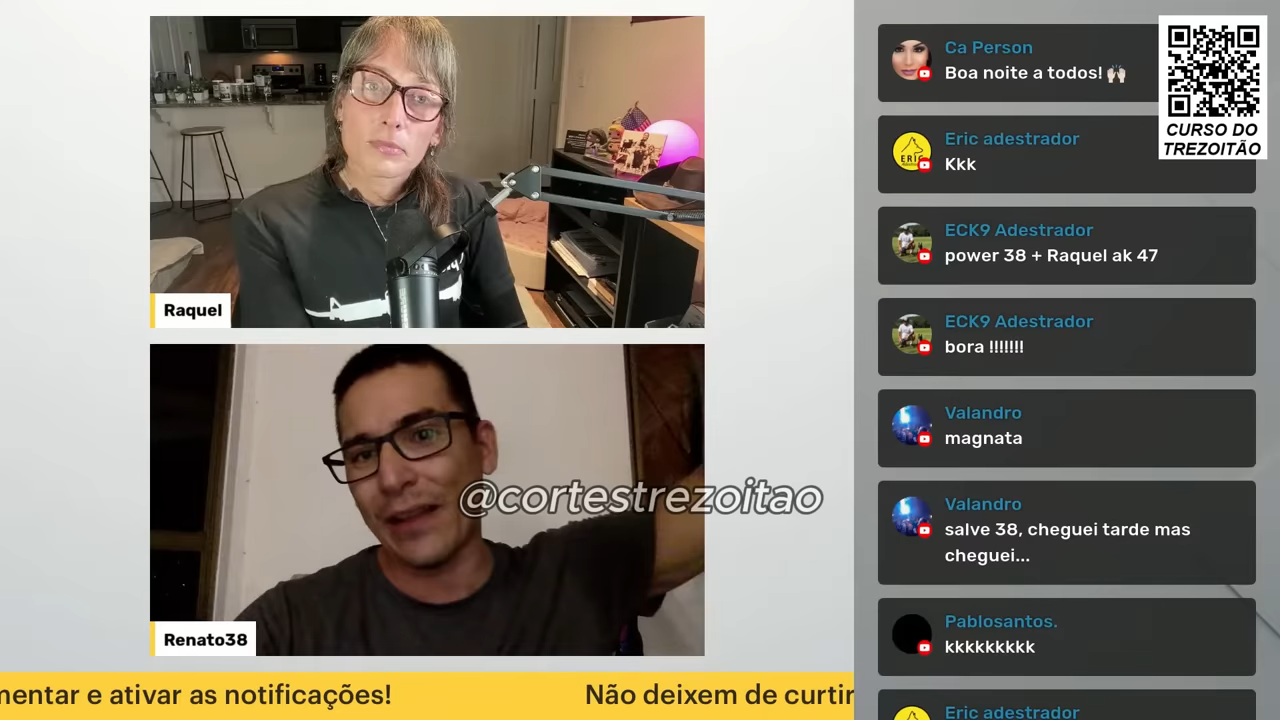 Raquel
@cortestrezoitao
Renato38
mentar e ativar as notificações!
Não deixem de curtir
Ca Person
Boa noite a todos! 🙌🏻
CURSO DO
TREZOITÃO
Eric adestrador
Kkk
ERIC
ECK9 Adestrador
power 38 + Raquel ak 47
ECK9 Adestrador
bora !!!!!!!
Valandro
magnata
Valandro
salve 38, cheguei tarde mas
cheguei...
Pablosantos.
kkkkkkkkk
Eric adestrador